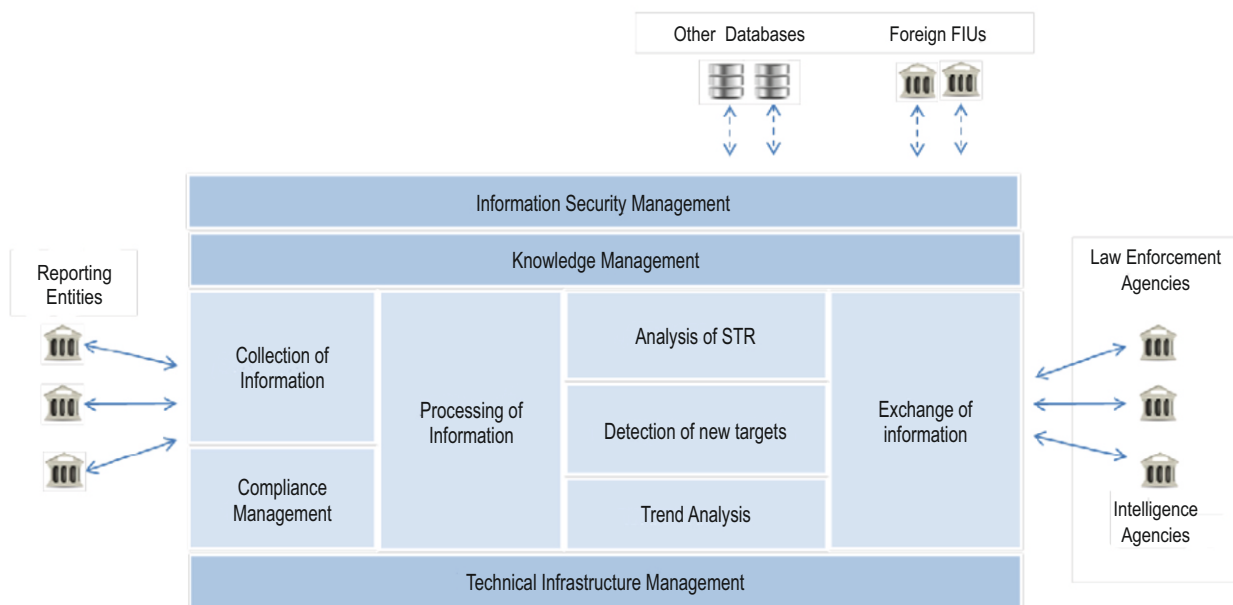 Other Databases
Foreign FIUs
Information Security Management
Knowledge Management
Reporting
Entities
Collection of
Information
Compliance
Management
Processing of
Information
Analysis of STR
Detection of new targets
Trend Analysis
Exchange of
information
Law Enforcement
Agencies
Intelligence
Agencies
Technical Infrastructure Management